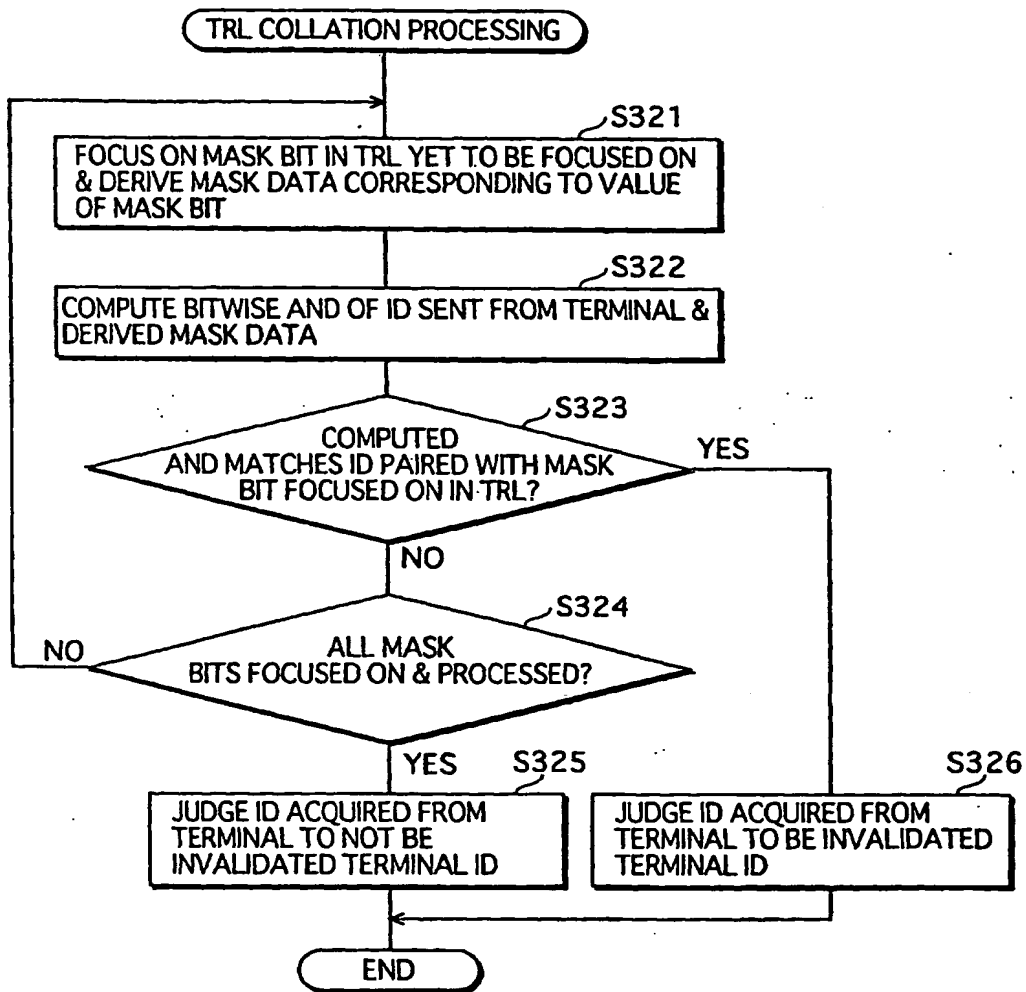 TRL COLLATION PROCESSING
S321
FOCUS ON MASK BIT IN TRL YET TO BE FOCUSED ON
& DERIVE MASK DATA CORRESPONDING TO VALUE
OF MASK BIT
S322
COMPUTE BITWISE AND OF ID SENT FROM TERMINAL &
DERIVED MASK DATA
S323
COMPUTED
AND MATCHES ID PAIRED WITH MASK
BIT FOCUSED ON IN TRL?
YES
NO
S324
ALL MASK
BITS FOCUSED ON & PROCESSED?
NO
YES
S325
JUDGE ID ACQUIRED FROM
TERMINAL TO NOT BE
INVALIDATED TERMINAL ID
S326
JUDGE ID ACQUIRED FROM
TERMINAL TO BE INVALIDATED
TERMINAL ID
END